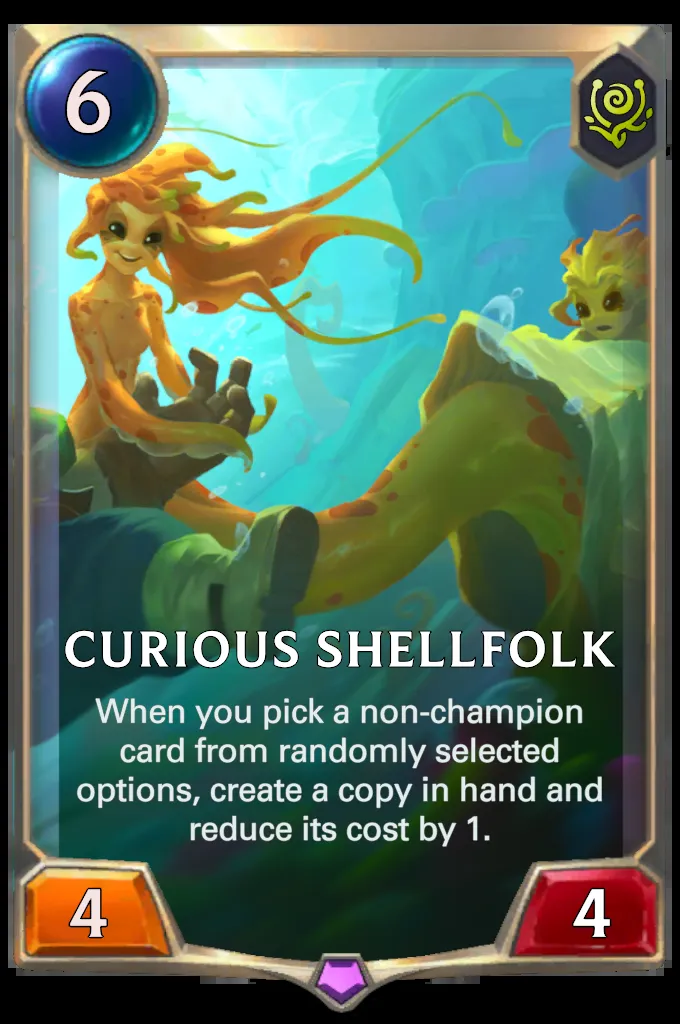 6
CURIOUS SHELLFOLK
When you pick a non-champion
card from randomly selected
options, create a copy in hand and
reduce its cost by 1.
4
4